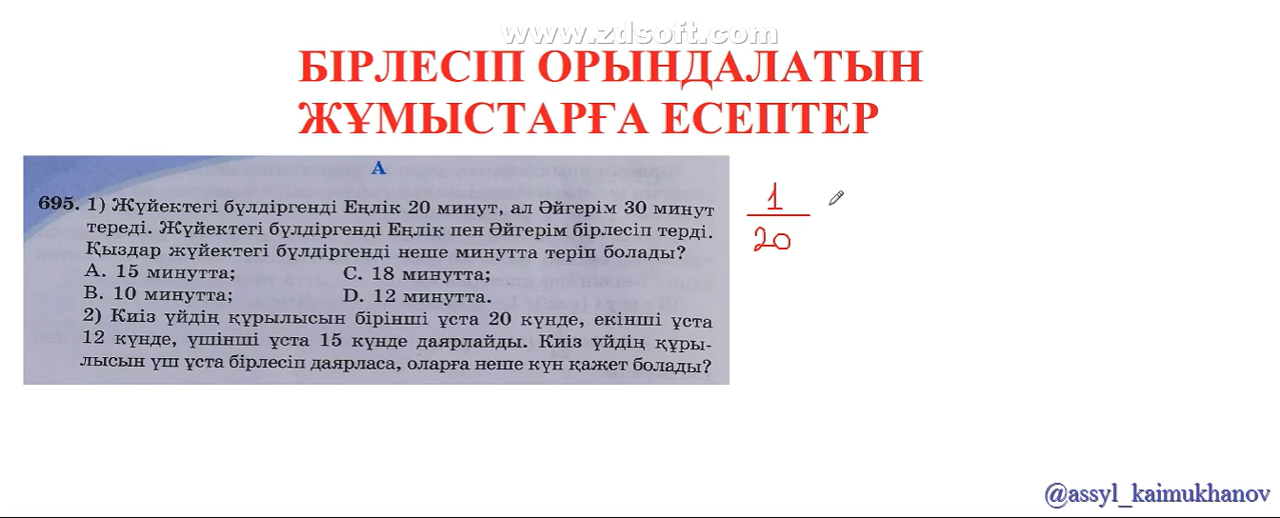 www.zdsoft.com
БІРЛЕСІП ОРЫНДАЛАТЫН
ЖҰМЫСТАРҒА ЕСЕПТЕР
А
695. 1) Жүйектегі бүлдіргенді Еңлік 20 минут, ал Әйгерім 30 минут
тереді. Жүйектегі бүлдіргенді Еңлік пен Әйгерім бірлесіп терді.
Қыздар жүйектегі бүлдіргенді неше минутта теріп болады?
A. 15 минутта; C. 18 минутта;
B. 10 минутта; D. 12 минутта.
2) Киіз үйдің құрылысын бірінші ұста 20 күнде, екінші ұста
12 күнде, үшінші ұста 15 күнде даярлайды. Киіз үйдің құры-
лысын үш ұста бірлесіп даярласа, оларға неше күн қажет болады?
1
20
@assyl_kaimukhanov